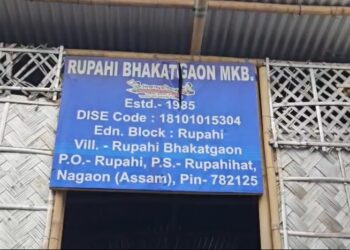 RUPAHI BHAKATGAON MKB.
Estd.- 1985
DISE Code : 18101015304
Edn. Block : Rupahi
Vill. - Rupahi Bhakatgaon
P.O.- Rupahi, P.S.- Rupahihat,
Nagaon (Assam), Pin- 782125